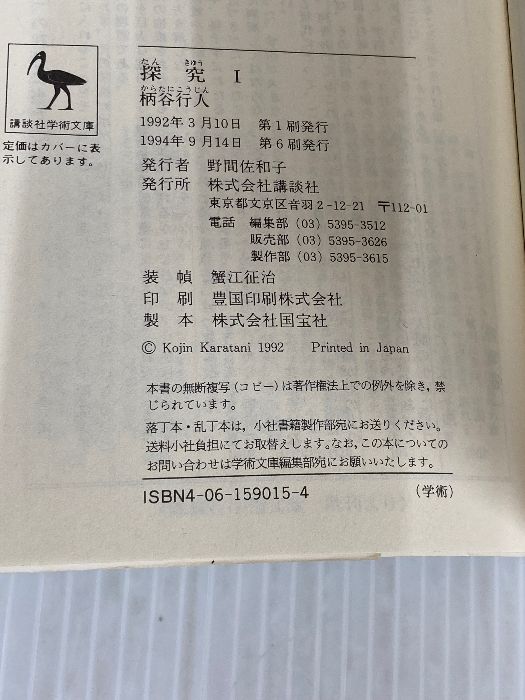 講談社学術文庫
定価はカバーに表
示してあります。
たん きゅう
探 究 I
からたにこうじん
柄谷行人
1992年3月10日 第1刷発行
1994年9月14日 第6刷発行
発行者 野間佐和子
発行所 株式会社講談社
東京都文京区音羽2-12-21 〒112-01
電話 編集部 (03) 5395-3512
販売部 (03) 5395-3626
製作部 (03) 5395-3615
装 幀 蟹江征治
印 刷 豊国印刷株式会社
製 本 株式会社国宝社
© Kojin Karatani 1992 Printed in Japan
本書の無断複写(コピー)は著作権法上での例外を除き,禁
じられています。
落丁本・乱丁本は,小社書籍製作部宛にお送りください。
送料小社負担にてお取替えします。なお,この本についての
お問い合わせは学術文庫編集部宛にお願いいたします。
ISBN4-06-159015-4 (学術)